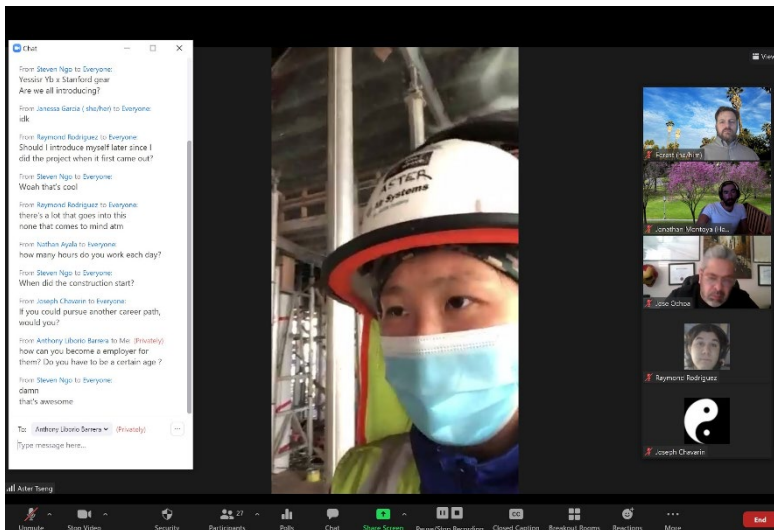 Chat
From Steven Ngo to Everyone:
Yessisr Yb x Stanford gear
Are we all introducing?
From Janessa Garcia ( she/her) to Everyone:
idk
From Raymond Rodriguez to Everyone:
Should I introduce myself later since I
did the project when it first came out?
From Steven Ngo to Everyone:
Woah that's cool
From Raymond Rodriguez to Everyone:
there's a lot that goes into this
none that comes to mind atm
From Nathan Ayala to Everyone:
how many hours do you work each day?
From Steven Ngo to Everyone:
When did the construction start?
From Joseph Chavarin to Everyone:
If you could pursue another career path,
would you?
From Anthony Liborio Barrera to Me (Privately)
how can you become a employer for
them? Do you have to be a certain age ?
From Steven Ngo to Everyone:
damn
that's awesome
To: Anthony Liborio Barrera (Privately)
Type message here...
ASTER
Air Systems
View
(he/him)
Jonathan Montoya (He...
Jose Ochoa
Raymond Rodriguez
Joseph Chavarin
Aster Tseng
Unmute
Stop Video
Security
27
Participants
Polls
Chat
Share Screen
Pause/Stop Recording
CC
Closed Caption
Breakout Rooms
Reactions
More
End